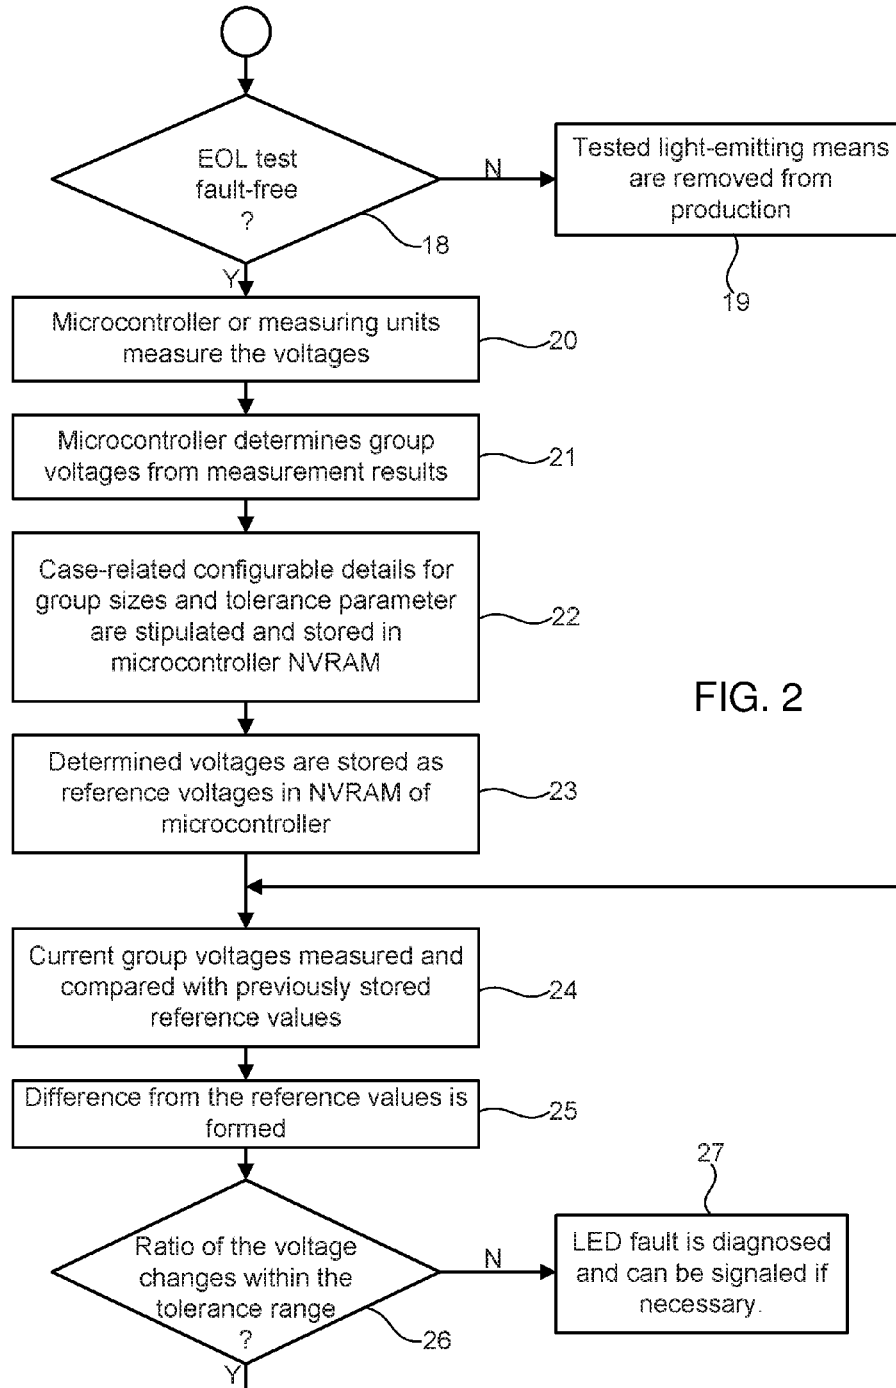 EOL test
fault-free
?
18
N
Tested light-emitting means
are removed from
production
19
Y
Microcontroller or measuring units
measure the voltages
20
Microcontroller determines group
voltages from measurement results
21
Case-related configurable details for
group sizes and tolerance parameter
are stipulated and stored in
microcontroller NVRAM
22
FIG. 2
Determined voltages are stored as
reference voltages in NVRAM of
microcontroller
23
Current group voltages measured and
compared with previously stored
reference values
24
Difference from the reference values is
formed
25
Ratio of the voltage
changes within the
tolerance range
?
26
N
27
LED fault is diagnosed
and can be signaled if
necessary.
Y